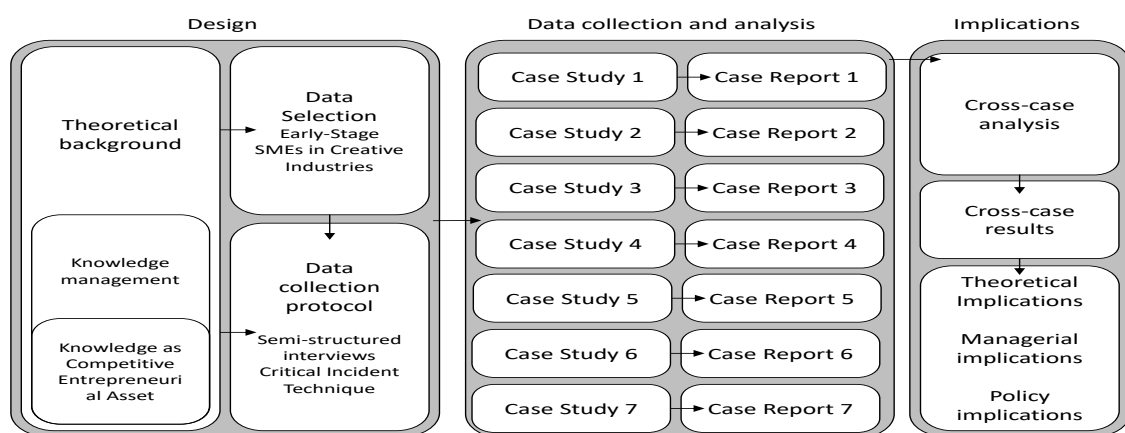 Design
Data collection and analysis
Implications
Theoretical
background
Knowledge
management
Knowledge as
Competitive
Entrepreneuri
al Asset
Data
Selection
Early-Stage
SMEs in Creative
Industries
Data
collection
protocol
Semi-structured
interviews
Critical Incident
Technique
Case Study 1
Case Report 1
Case Study 2
Case Report 2
Case Study 3
Case Report 3
Case Study 4
Case Report 4
Case Study 5
Case Report 5
Case Study 6
Case Report 6
Case Study 7
Case Report 7
Cross-case
analysis
Cross-case
results
Theoretical
Implications
Managerial
implications
Policy
implications